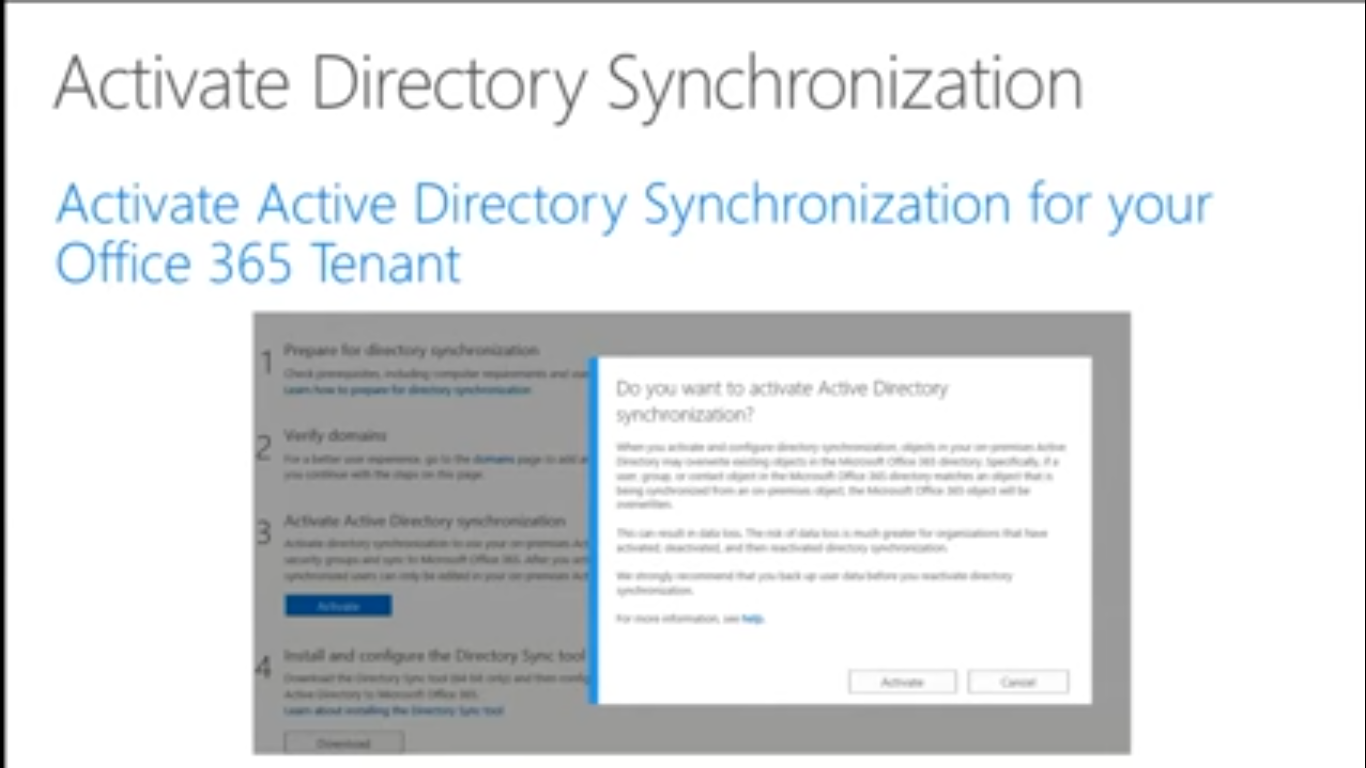 Activate Directory Synchronization
Activate Active Directory Synchronization for your
Office 365 Tenant
1
Prepare for directory synchronization
Check prerequisites, including computer requirements and
Learn how to prepare for directory synchronization
2
Verify domains
For a better user experience, go to the domains page to add
you continue with the steps on this page.
3
Activate Active Directory synchronization
Activate directory synchronization to use your on-premises
security groups and sync to Microsoft Office 365. After you
synchronized users can only be added in your on-premises
Activate
4
Install and configure the Directory Sync tool
Download the Directory Sync tool (64 bit only) and then
Active Directory to Microsoft Office 365.
Learn about installing the Directory Sync tool
Download
Do you want to activate Active Directory
synchronization?
When you activate and configure directory synchronization, objects in your on-premises Active
Directory may overwrite existing objects in the Microsoft Office 365 directory. Specifically, if a
user, group, or contact object in the Microsoft Office 365 directory matches an object that is
being synchronized from an on-premises object, the Microsoft Office 365 object will be
overwritten.
This can result in data loss. The risk of data loss is much greater for organizations that have
activated, deactivated, and then reactivated directory synchronization.
We strongly recommend that you back up user data before you reactivate directory
synchronization.
For more information, see help.
Activate
Cancel